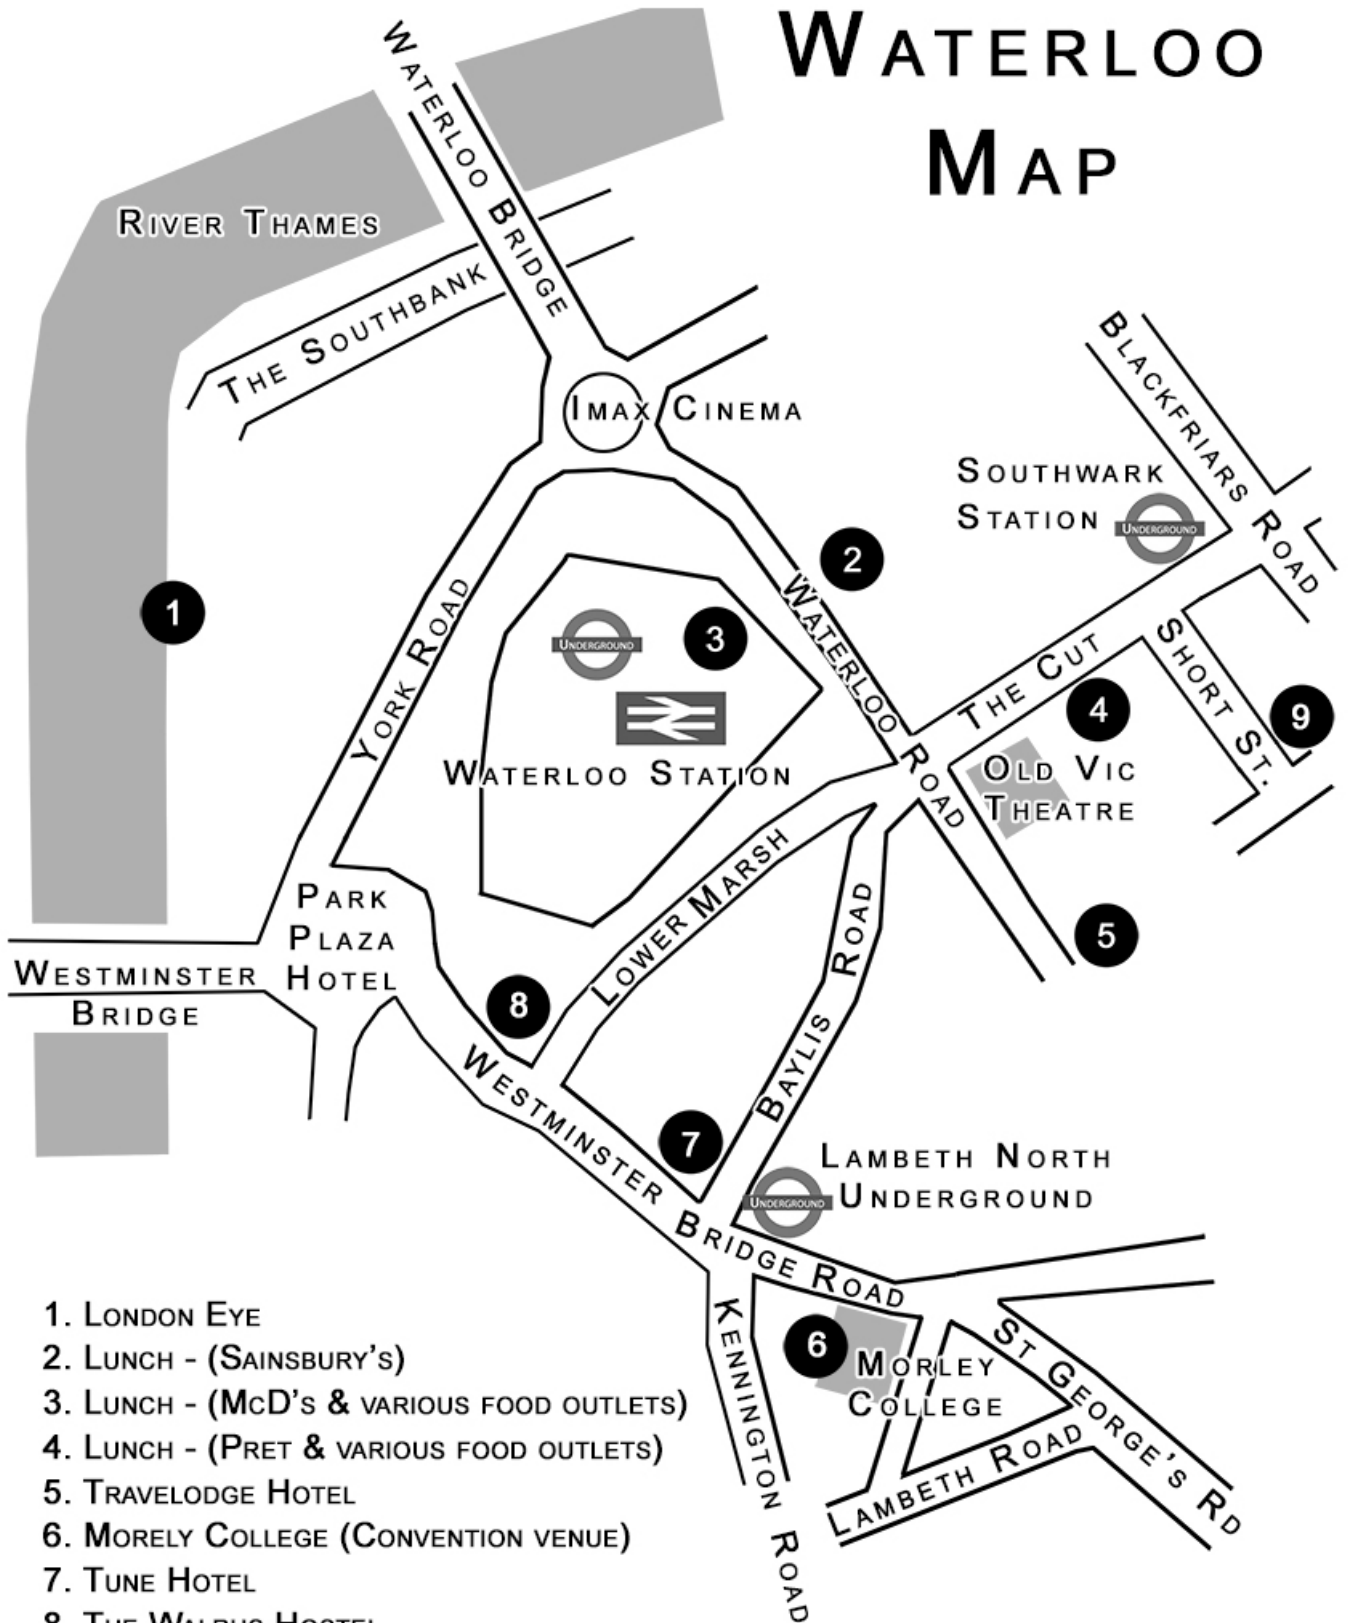 WATERLOO
MAP
WATERLOO BRIDGE
RIVER THAMES
THE SOUTHBANK
IMAX CINEMA
BLACKFRIARS ROAD
SOUTHWARK
STATION
UNDERGROUND
2
1
WATERLOO ROAD
YORK ROAD
UNDERGROUND
3
THE CUT
SHORT ST.
4
9
WATERLOO STATION
OLD VIC
THEATRE
LOWER MARSH
PARK
PLAZA
HOTEL
BAYLIS ROAD
5
WESTMINSTER
BRIDGE
8
WESTMINSTER BRIDGE ROAD
7
LAMBETH NORTH
UNDERGROUND
UNDERGROUND
KENNINGTON ROAD
6
MORLEY
COLLEGE
ST GEORGE'S RD
LAMBETH ROAD
1. LONDON EYE
2. LUNCH - (SAINSBURY'S)
3. LUNCH - (MCD'S & VARIOUS FOOD OUTLETS)
4. LUNCH - (PRET & VARIOUS FOOD OUTLETS)
5. TRAVELODGE HOTEL
6. MORELY COLLEGE (CONVENTION VENUE)
7. TUNE HOTEL
8. THE WALRUS HOSTEL